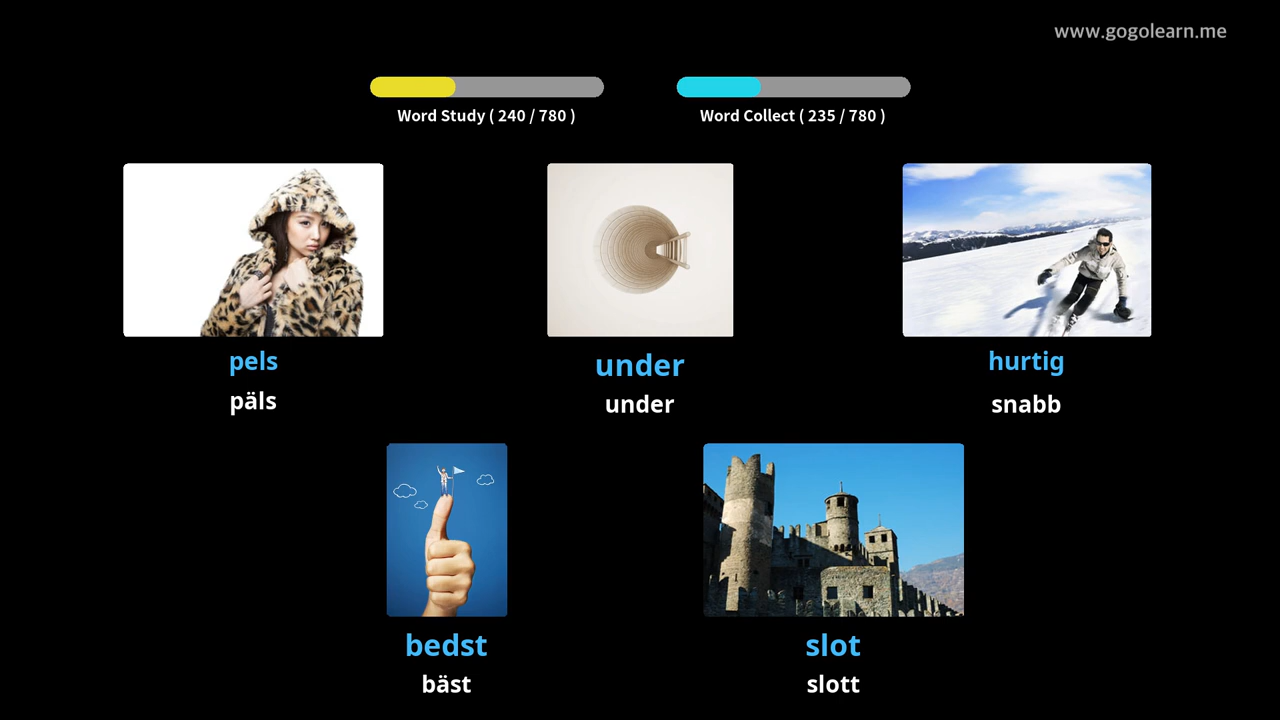 www.gogolearn.me
Word Study ( 240 / 780 )
Word Collect ( 235 / 780 )
pels
päls
under
under
hurtig
snabb
bedst
bäst
slot
slott